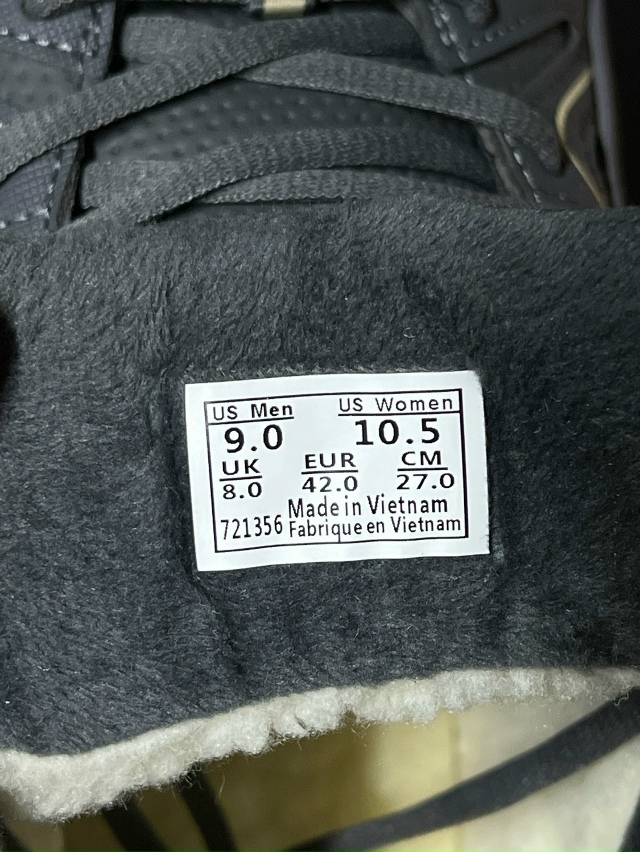 US Men US Women
9.0 10.5
UK EUR CM
8.0 42.0 27.0
Made in Vietnam
721356 Fabrique en Vietnam